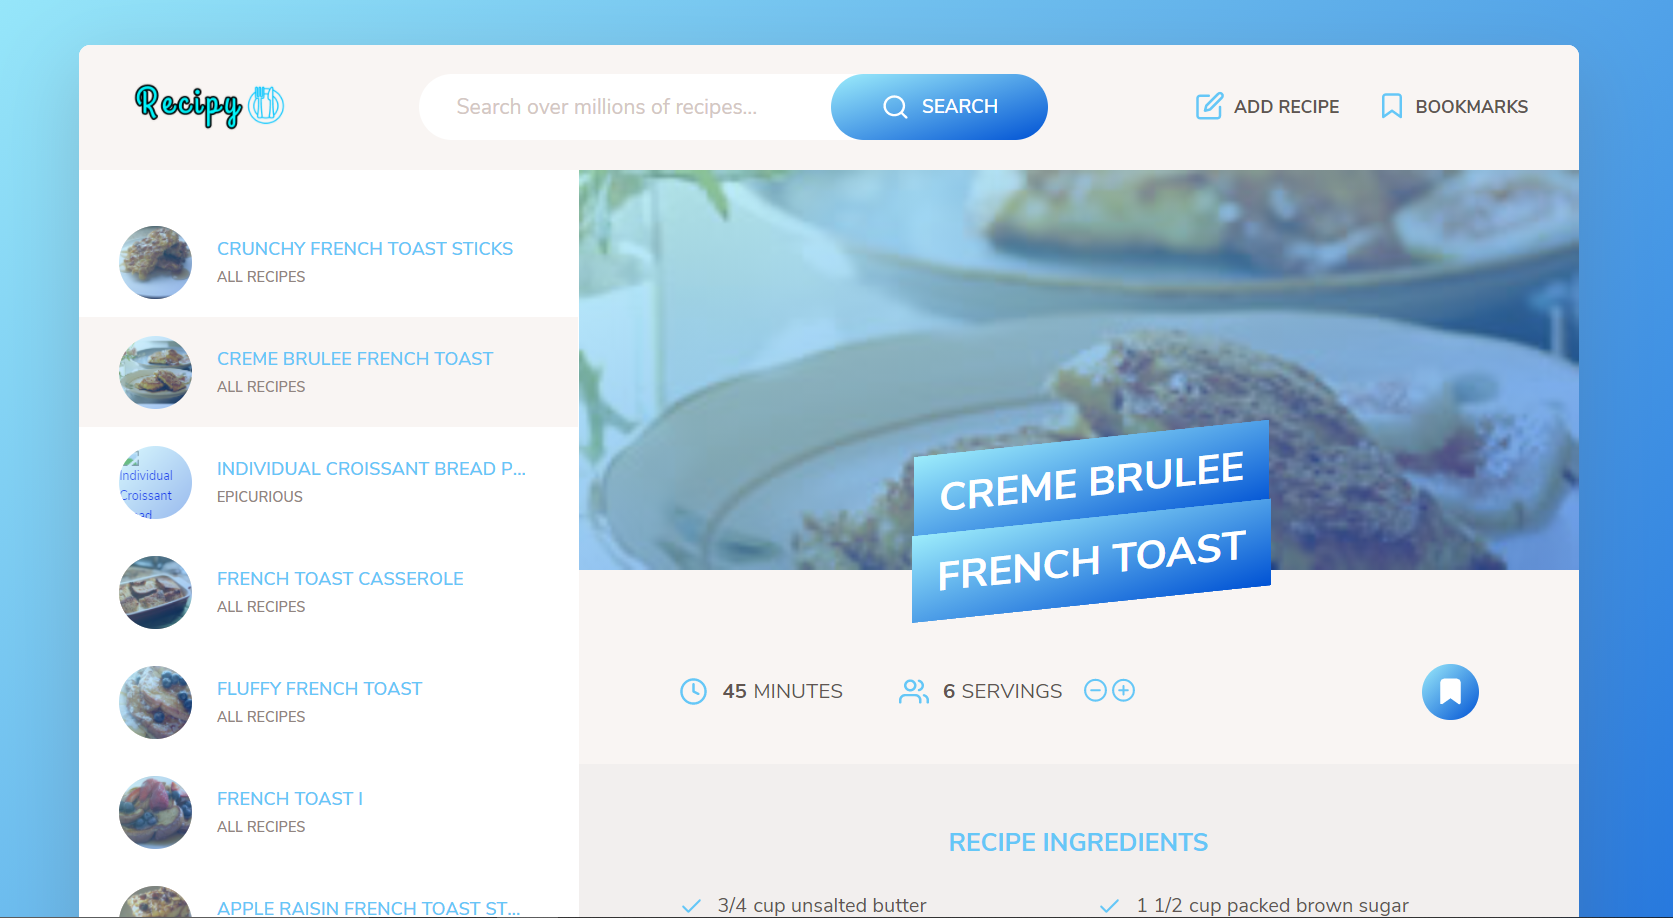 Recipy
Search over millions of recipes...
SEARCH
ADD RECIPE
BOOKMARKS
CRUNCHY FRENCH TOAST STICKS
ALL RECIPES
CREME BRULEE FRENCH TOAST
ALL RECIPES
Individual
Croissant
INDIVIDUAL CROISSANT BREAD P...
EPICURIOUS
FRENCH TOAST CASSEROLE
ALL RECIPES
FLUFFY FRENCH TOAST
ALL RECIPES
FRENCH TOAST I
ALL RECIPES
APPLE RAISIN FRENCH TOAST ST...
CREME BRULEE
FRENCH TOAST
45 MINUTES
6 SERVINGS
RECIPE INGREDIENTS
3/4 cup unsalted butter
1 1/2 cup packed brown sugar